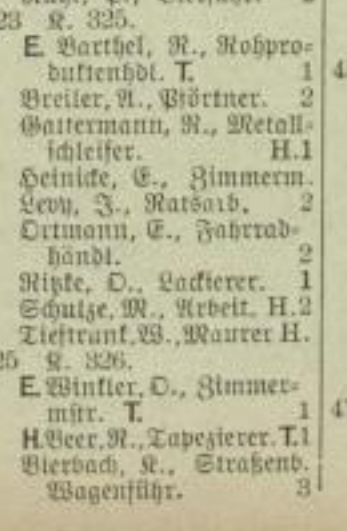 23 K. 325.
E. Barthel, R., Rohpro=
duktenhdl. T. 1
Breiler, A., Pförtner. 2
Gattermann, R., Metall=
schleifer. H.1
Heinicke, E., Zimmerm.
Levy, J., Ratsarb. 2
Ortmann, E., Fahrrad=
händl. 2
Ritzke, O., Lackierer. 1
Schulze, M., Arbeit. H.2
Tieftrunk, W., Maurer H.
25 K. 326.
E. Winkler, O., Zimmer=
mstr. T. 1
H. Beer, R., Tapezierer. T.1
Bierbach, K., Straßenb.
Wagenführ. 3